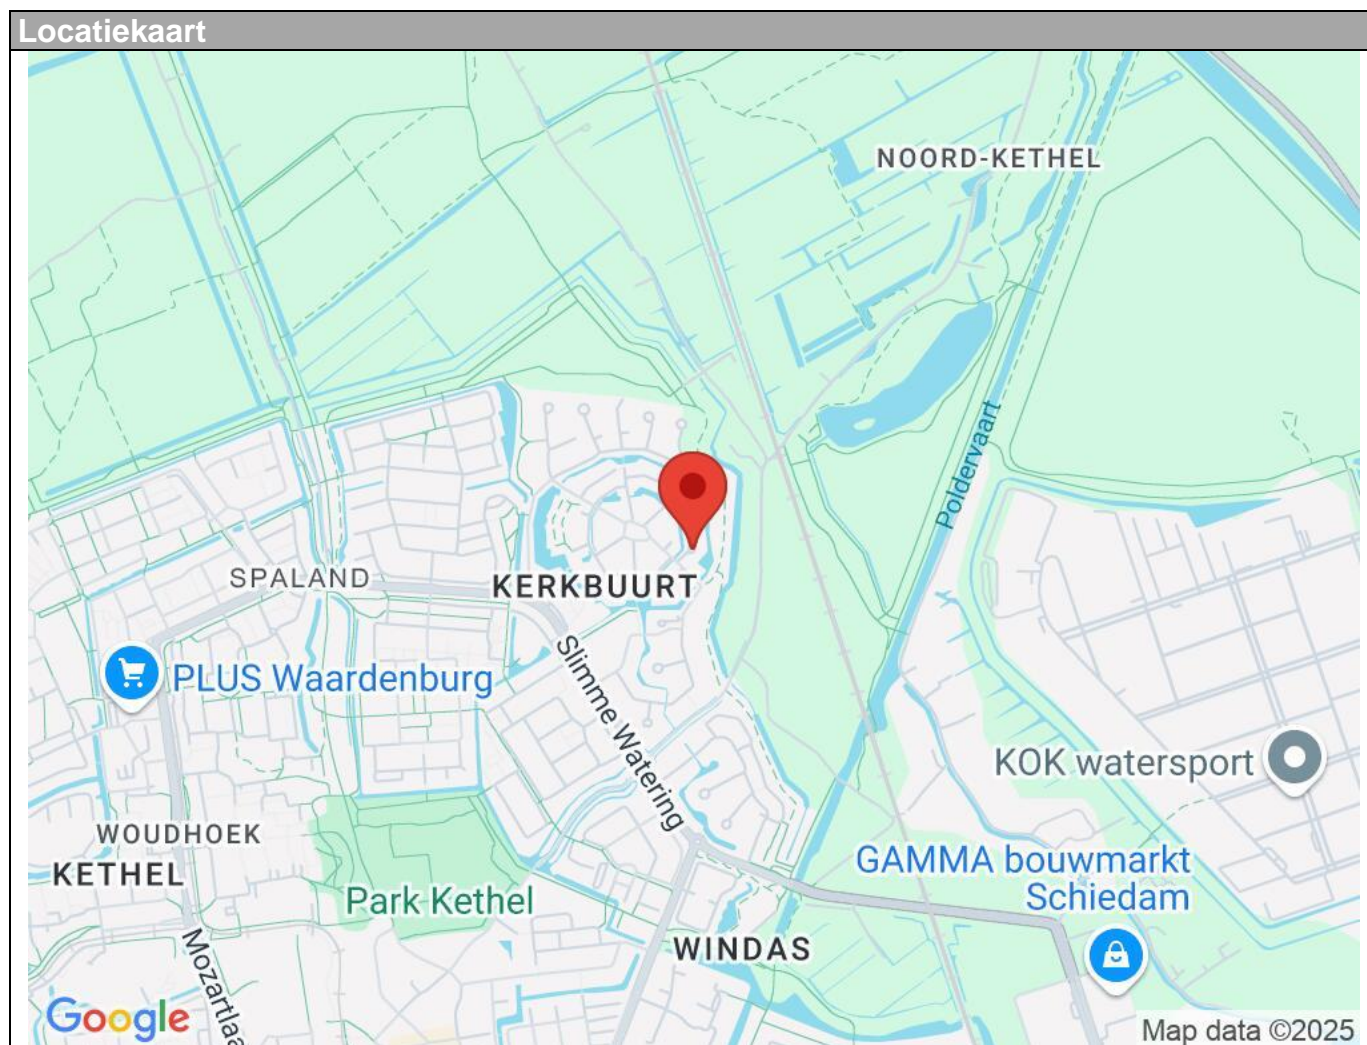 Locatiekaart
NOORD-KETHEL
Poldervaart
SPALAND
KERKBUURT
PLUS Waardenburg
Slimme Watering
KOK watersport
WOUDHOEK
KETHEL
GAMMA bouwmarkt
Schiedam
Park Kethel
WINDAS
Mozartlaa
Google
Map data ©2025